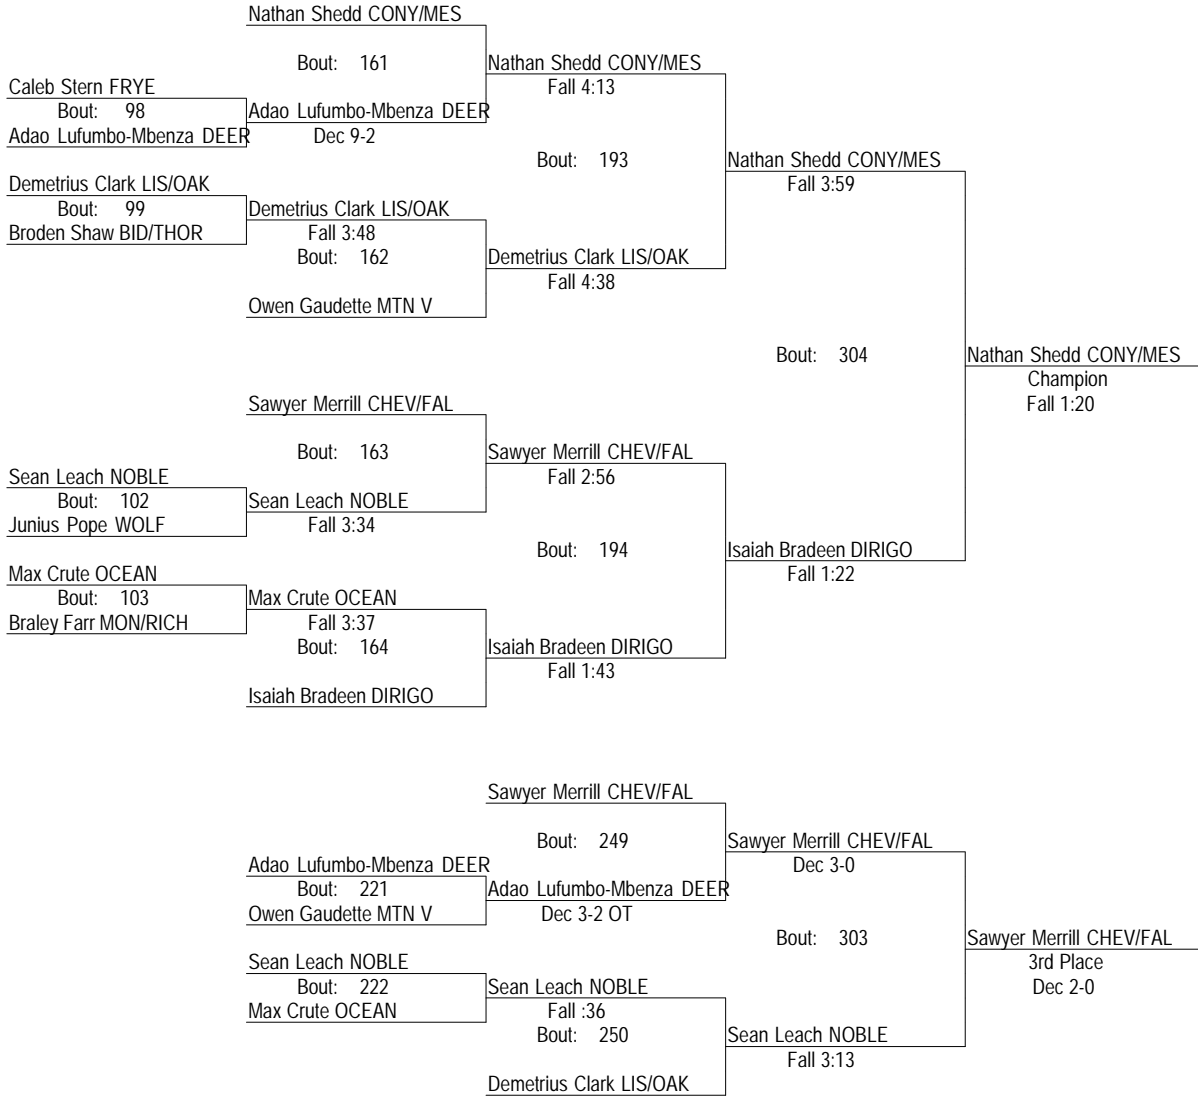 Nathan Shedd CONY/MES
Bout: 161
Nathan Shedd CONY/MES
Fall 4:13
Caleb Stern FRYE
Bout: 98
Adao Lufumbo-Mbenza DEER
Adao Lufumbo-Mbenza DEER
Dec 9-2
Bout: 193
Nathan Shedd CONY/MES
Fall 3:59
Demetrius Clark LIS/OAK
Bout: 99
Broden Shaw BID/THOR
Demetrius Clark LIS/OAK
Fall 3:48
Bout: 162
Demetrius Clark LIS/OAK
Fall 4:38
Owen Gaudette MTN V
Bout: 304
Nathan Shedd CONY/MES
Champion
Fall 1:20
Sawyer Merrill CHEV/FAL
Bout: 163
Sawyer Merrill CHEV/FAL
Fall 2:56
Sean Leach NOBLE
Bout: 102
Junius Pope WOLF
Sean Leach NOBLE
Fall 3:34
Bout: 194
Isaiah Bradeen DIRIGO
Fall 1:22
Max Crute OCEAN
Bout: 103
Braley Farr MON/RICH
Max Crute OCEAN
Fall 3:37
Bout: 164
Isaiah Bradeen DIRIGO
Fall 1:43
Isaiah Bradeen DIRIGO
Sawyer Merrill CHEV/FAL
Bout: 249
Sawyer Merrill CHEV/FAL
Dec 3-0
Adao Lufumbo-Mbenza DEER
Bout: 221
Owen Gaudette MTN V
Adao Lufumbo-Mbenza DEER
Dec 3-2 OT
Bout: 303
Sawyer Merrill CHEV/FAL
3rd Place
Dec 2-0
Sean Leach NOBLE
Bout: 222
Max Crute OCEAN
Sean Leach NOBLE
Fall :36
Bout: 250
Sean Leach NOBLE
Fall 3:13
Demetrius Clark LIS/OAK